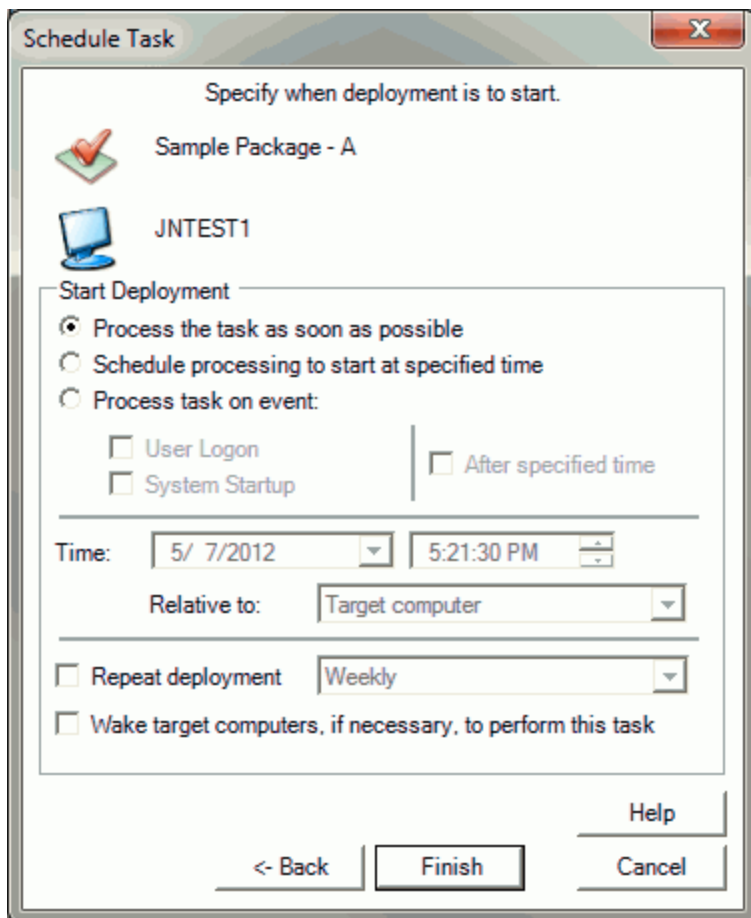 Schedule Task
Specify when deployment is to start.
Sample Package - A
JNTEST1
Start Deployment
Process the task as soon as possible
Schedule processing to start at specified time
Process task on event:
User Logon
After specified time
System Startup
Time: 5/ 7/2012 5:21:30 PM
Relative to: Target computer
Repeat deployment Weekly
Wake target computers, if necessary, to perform this task
Help
<- Back Finish Cancel